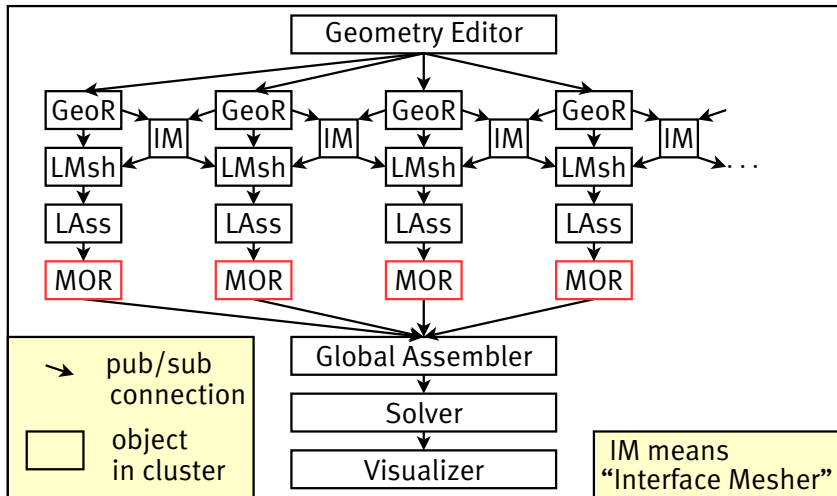 Geometry Editor
GeoR GeoR GeoR GeoR
IM IM IM IM
LMsh LMsh LMsh LMsh ...
LAss LAss LAss LAss
MOR MOR MOR MOR
Global Assembler
Solver
Visualizer
pub/sub
connection
object
in cluster
IM means
“Interface Mesher”